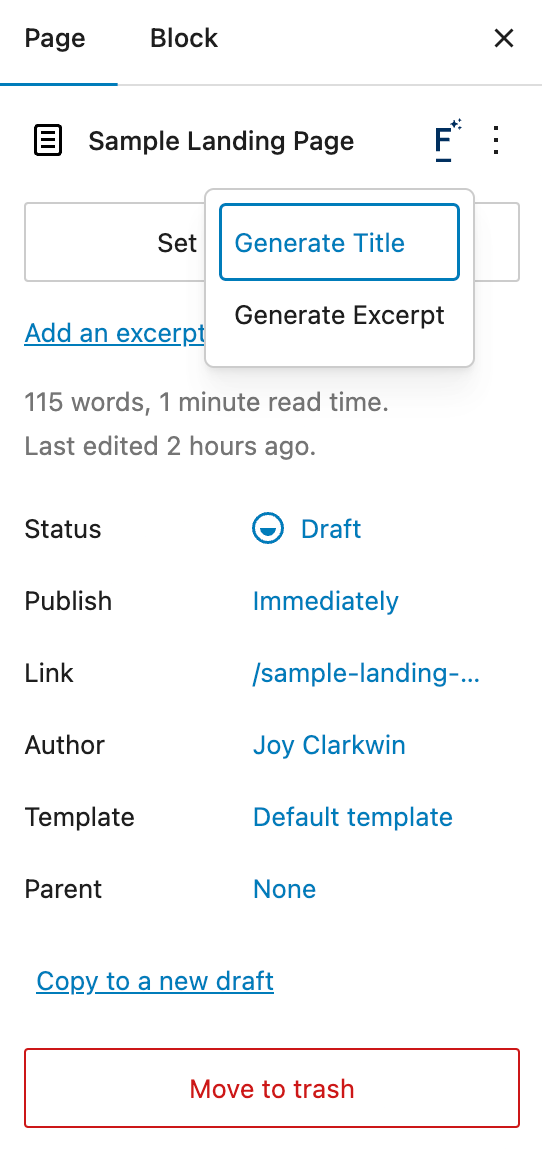 Page Block
Sample Landing Page F
Set
Generate Title
Generate Excerpt
Add an excerpt
115 words, 1 minute read time.
Last edited 2 hours ago.
Status Draft
Publish Immediately
Link /sample-landing-...
Author Joy Clarkwin
Template Default template
Parent None
Copy to a new draft
Move to trash